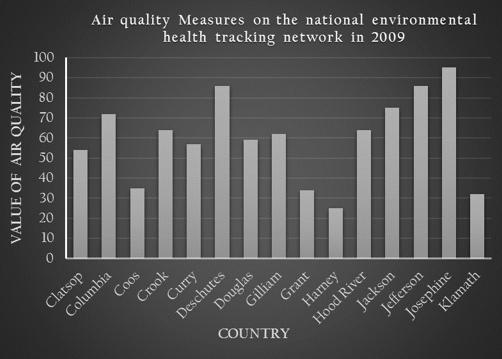 Air quality Measures on the national environmental
health tracking network in 2009
VALUE OF AIR QUALITY
100
90
80
70
60
50
40
30
20
10
0
Clatsop
Columbia
Coos
Crook
Curry
Deschutes
Douglas
Gilliam
Grant
Harney
Hood River
Jackson
Jefferson
Josephine
Klamath
COUNTRY